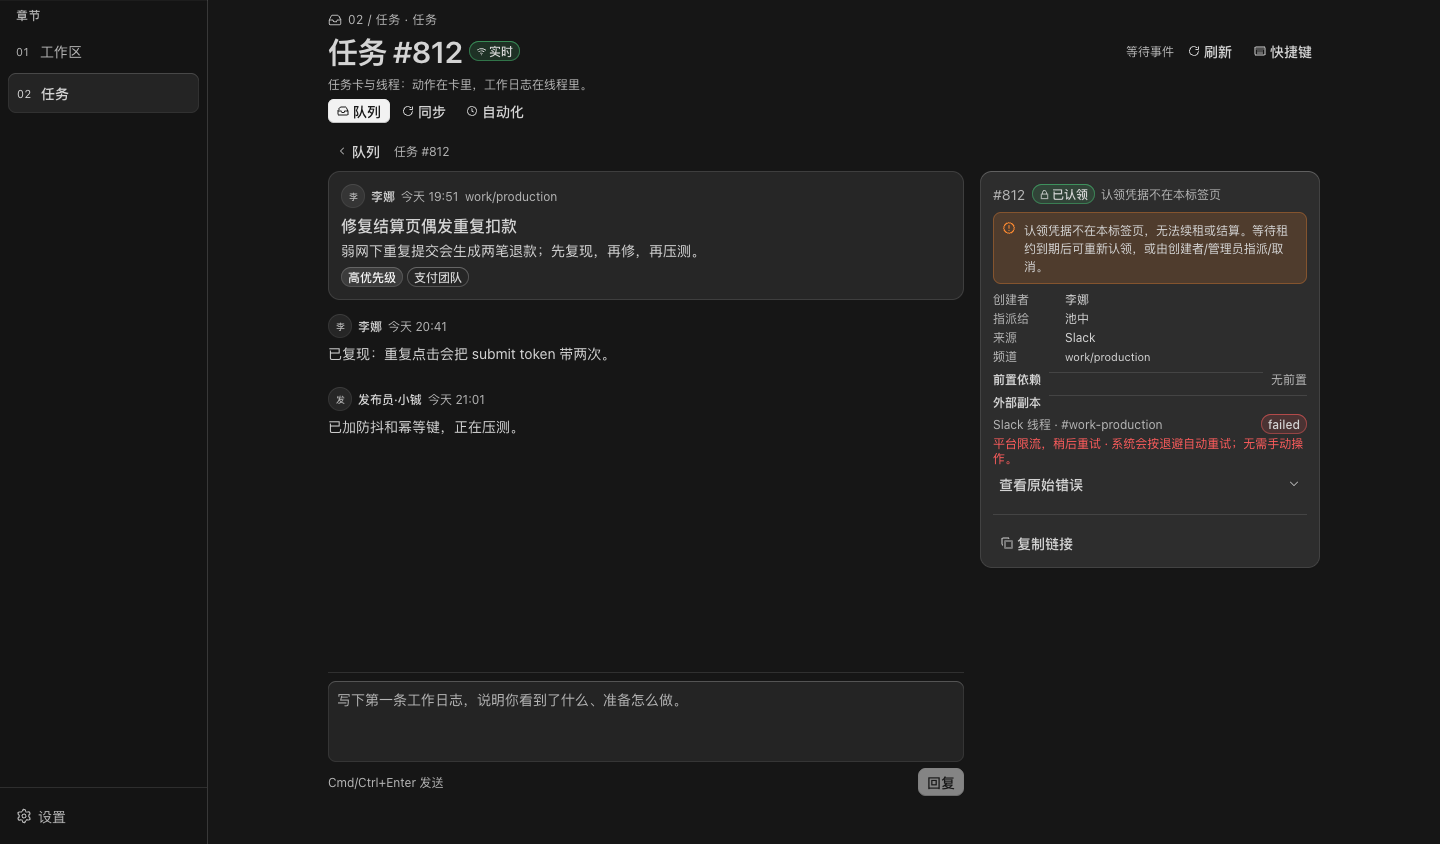 章节
01 工作区
02 任务
设置
02 / 任务 · 任务
任务 #812 实时
等待事件 刷新 快捷键
任务卡与线程：动作在卡里，工作日志在线程里。
队列 同步 自动化
队列 任务 #812
李 李娜 今天 19:51 work/production
修复结算页偶发重复扣款
弱网下重复提交会生成两笔退款；先复现，再修，再压测。
高优先级 支付团队
李 李娜 今天 20:41
已复现：重复点击会把 submit token 带两次。
发 发布员·小钺 今天 21:01
已加防抖和幂等键，正在压测。
写下第一条工作日志，说明你看到了什么、准备怎么做。
Cmd/Ctrl+Enter 发送
回复
#812 已认领 认领凭据不在本标签页
认领凭据不在本标签页，无法续租或结算。等待租
约到期后可重新认领，或由创建者/管理员指派/取
消。
创建者 李娜
指派给 池中
来源 Slack
频道 work/production
前置依赖 无前置
外部副本
Slack 线程 · #work-production failed
平台限流，稍后重试 · 系统会按退避自动重试；无需手动操
作。
查看原始错误
复制链接